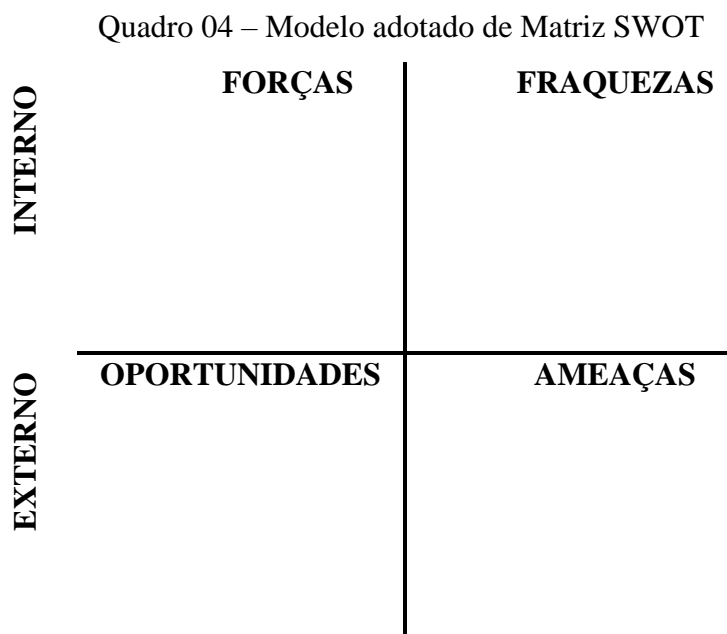 Quadro 04 – Modelo adotado de Matriz SWOT
INTERNO
FORÇAS
FRAQUEZAS
EXTERNO
OPORTUNIDADES
AMEAÇAS